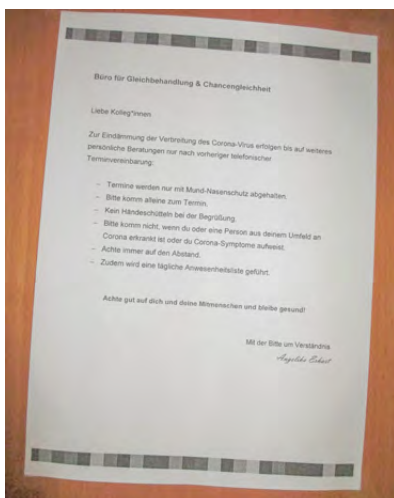 Büro für Gleichbehandlung & Chancengleichheit
Liebe Kolleg*innen
Zur Eindämmung der Verbreitung des Corona-Virus erfolgen bis auf weiteres
persönliche Beratungen nur nach vorheriger telefonischer
Terminvereinbarung:
- Termine werden nur mit Mund-Nasenschutz abgehalten.
- Bitte komm alleine zum Termin.
- Kein Händeschütteln bei der Begrüßung.
- Bitte komm nicht, wenn du oder eine Person aus deinem Umfeld an
Corona erkrankt ist oder du Corona-Symptome aufweist.
- Achte immer auf den Abstand.
- Zudem wird eine tägliche Anwesenheitsliste geführt.
Achte gut auf dich und deine Mitmenschen und bleibe gesund!
Mit der Bitte um Verständnis
Angelika